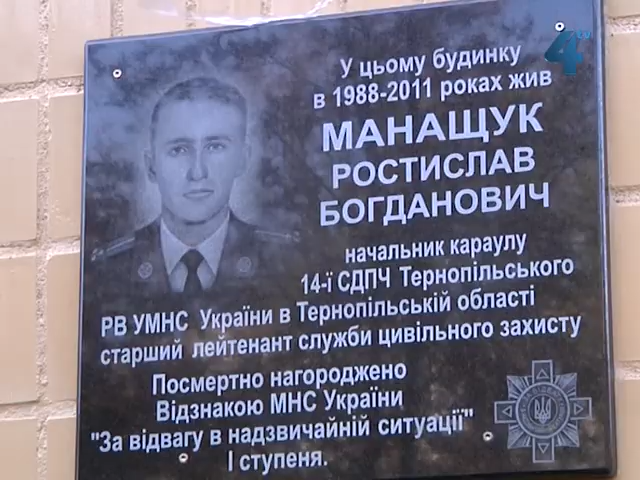 У цьому будинку
в 1988-2011 роках жив
МАНАЩУК
РОСТИСЛАВ
БОГДАНОВИЧ
начальник караулу
14-ї СДПЧ Тернопільського
РВ УМНС України в Тернопільській області
старший лейтенант служби цивільного захисту
Посмертно нагороджено
Відзнакою МНС України
"За відвагу в надзвичайній ситуації"
І ступеня.
4